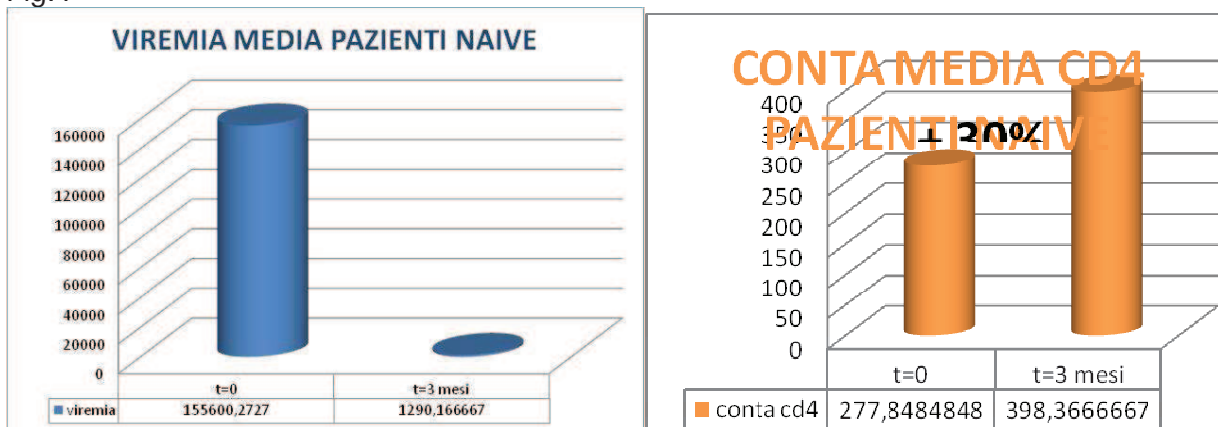 VIREMIA MEDIA PAZIENTI NAIVE
160000
140000
120000
100000
80000
60000
40000
20000
0
t=0 t=3 mesi
viremia 155600,2727 1290,166667
CONTA MEDIA CD4
PAZIENTI NAIVE
+ 30%
400
350
300
250
200
150
100
50
0
t=0 t=3 mesi
conta cd4 277,8484848 398,3666667